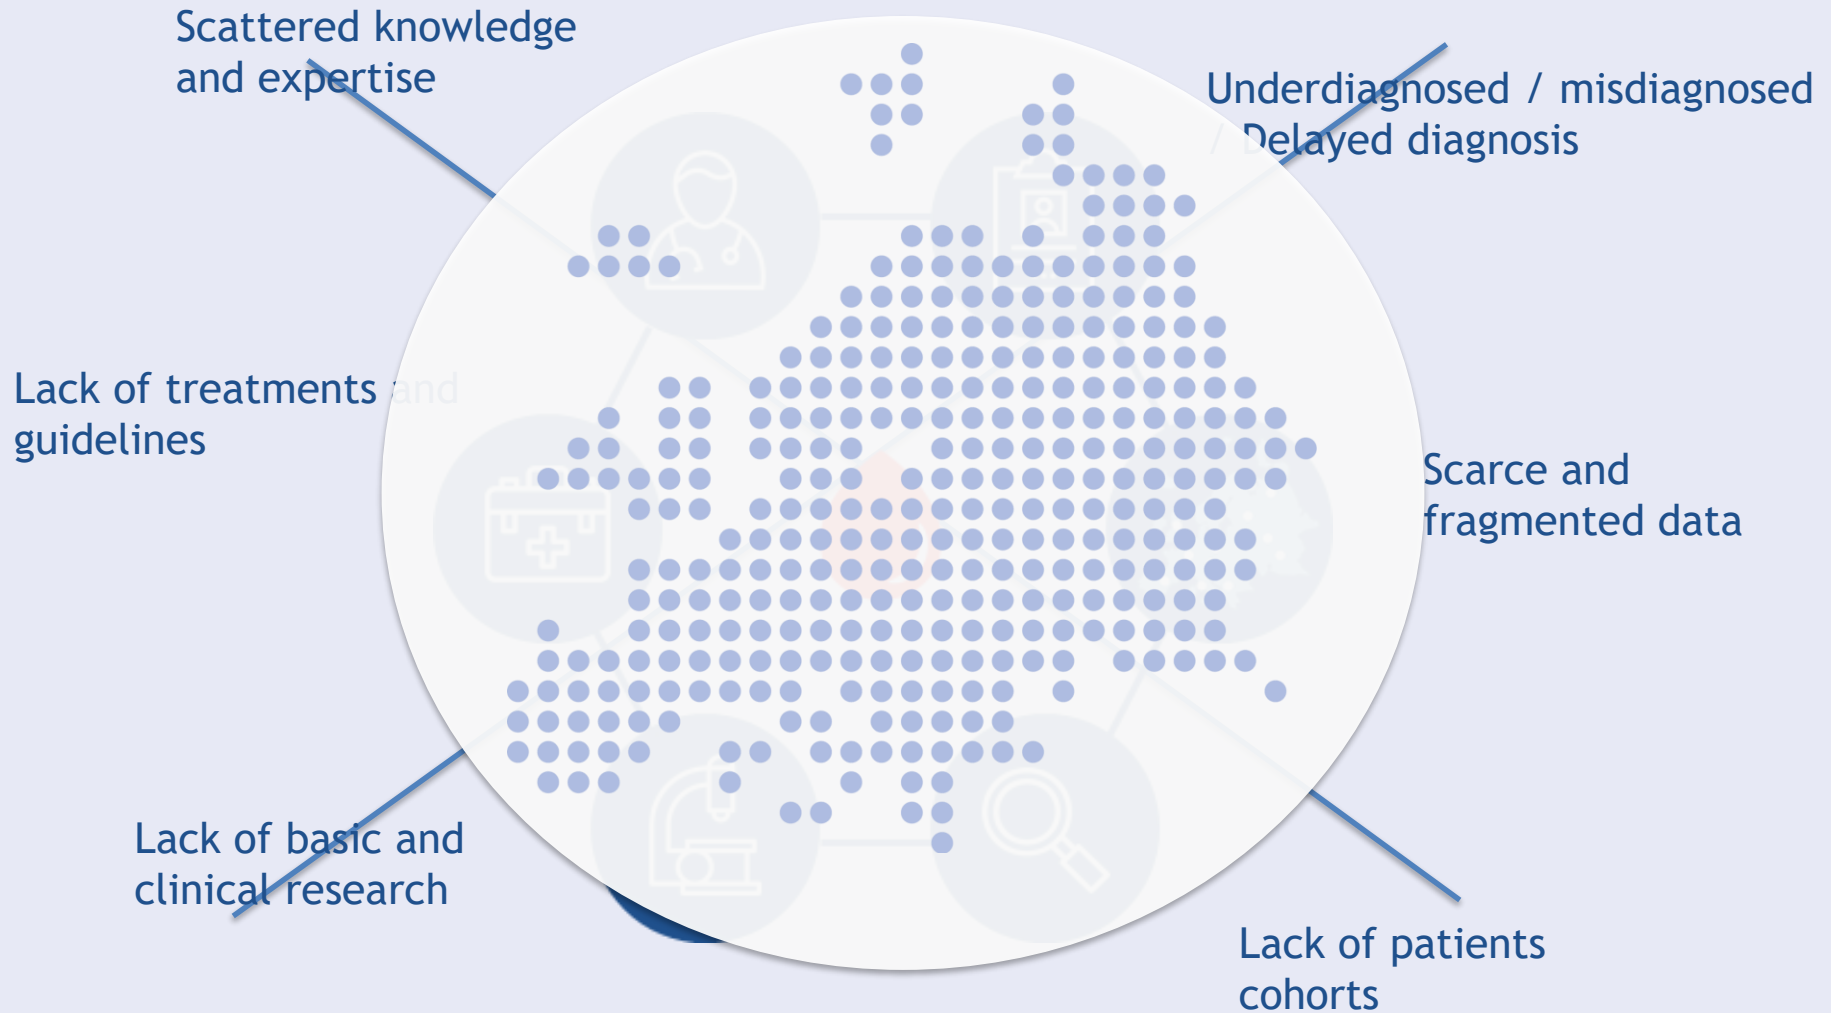 Scattered knowledge
and expertise
Underdiagnosed / misdiagnosed
/ Delayed diagnosis
Lack of treatments and
guidelines
Scarce and
fragmented data
Lack of basic and
clinical research
Lack of patients
cohorts